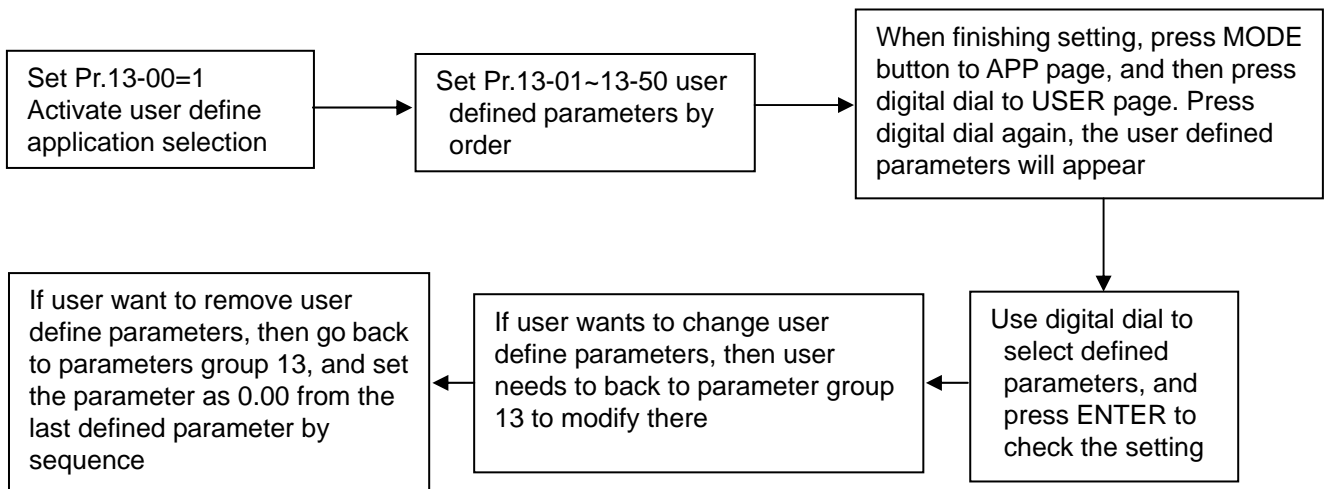 Set Pr.13-00=1
Activate user define
application selection
Set Pr.13-01~13-50 user
defined parameters by
order
When finishing setting, press MODE
button to APP page, and then press
digital dial to USER page. Press
digital dial again, the user defined
parameters will appear
Use digital dial to
select defined
parameters, and
press ENTER to
check the setting
If user wants to change user
define parameters, then user
needs to back to parameter group
13 to modify there
If user want to remove user
define parameters, then go back
to parameters group 13, and set
the parameter as 0.00 from the
last defined parameter by
sequence